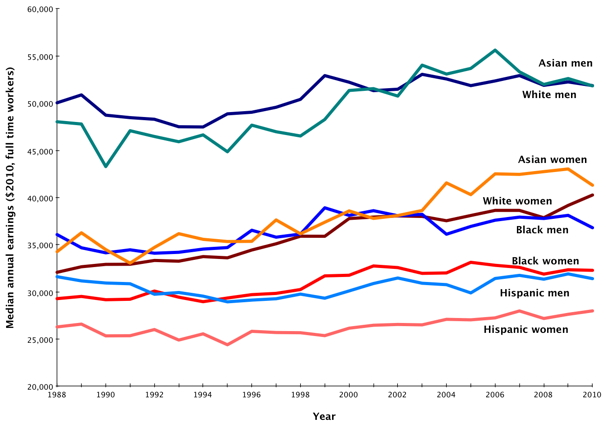 Median annual earnings ($2010, full time workers)
60,000
55,000
50,000
45,000
40,000
35,000
30,000
25,000
20,000
Asian men
White men
Asian women
White women
Black men
Black women
Hispanic men
Hispanic women
1988 1990 1992 1994 1996 1998 2000 2002 2004 2006 2008 2010
Year